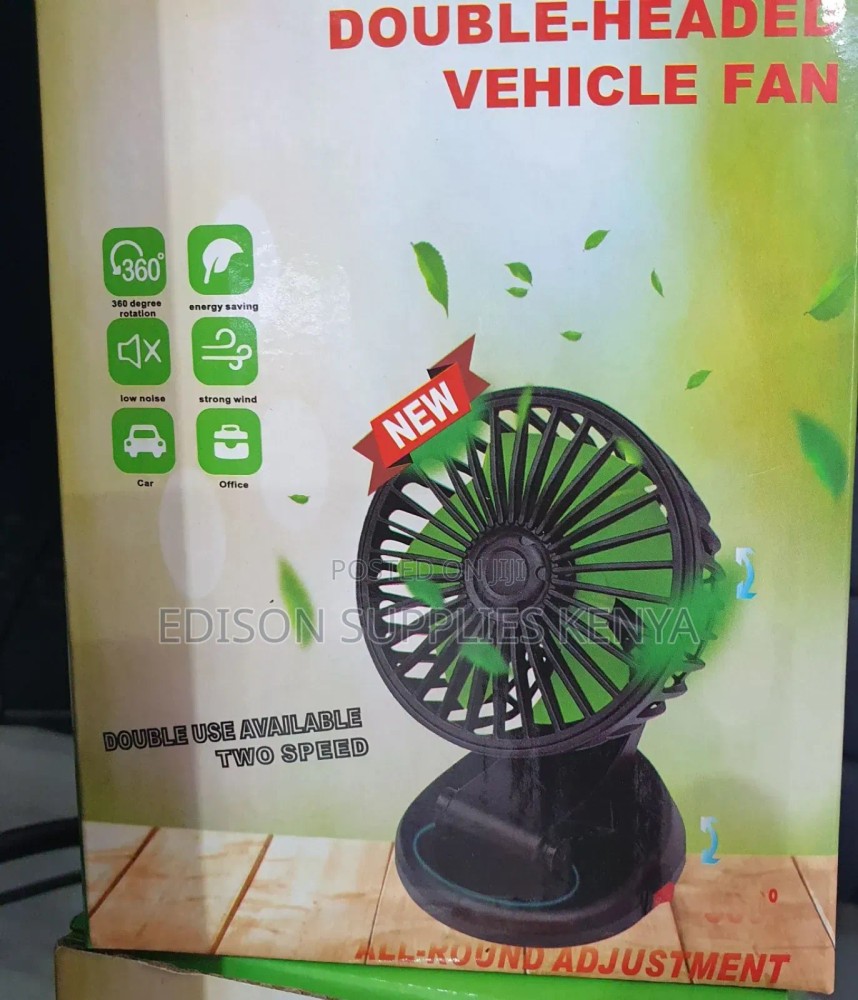 DOUBLE-HEADED
VEHICLE FAN
360°
360 degree
rotation
energy saving
low noise
strong wind
Car
Office
NEW
POSTED ON JIJI
EDISON SUPPLIES KENYA
DOUBLE USE AVAILABLE
TWO SPEED
ALL-ROUND ADJUSTMENT